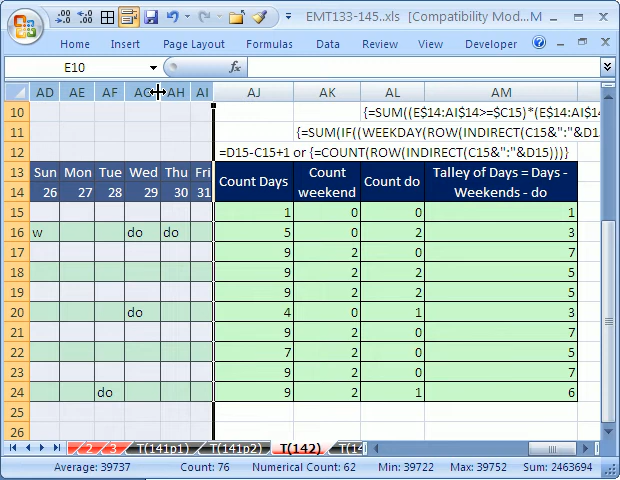 EMT133-145..xls [Compatibility Mod... M
Home Insert Page Layout Formulas View Developer
E10 fx
AD AE AF AG AH AI AJ AK AL AM
10 {=SUM((E$14:AI$14>=$C15)*(E$14:AI$14
11 {=SUM(IF((WEEKDAY(ROW(INDIRECT(C15&":"&D1
12 =D15-C15+1 or {=COUNT(ROW(INDIRECT(C15&":"&D15)))}
13 Sun Mon Tue Wed Thu Fri Count Days Count weekend Count do Talley of Days = Days - Weekends - do
14 26 27 28 29 30 31
15 1 0 0 1
16 w do do 5 0 2 3
17 9 2 0 7
18 9 2 2 5
19 9 2 2 5
20 do 4 0 1 3
21 9 2 0 7
22 7 2 0 5
23 9 2 0 7
24 do 9 2 1 6
25
26
2 3 T(141p1) T(141p2) T(142) T(14
Average: 39737 Count: 76 Numerical Count: 62 Min: 39722 Max: 39752 Sum: 2463694